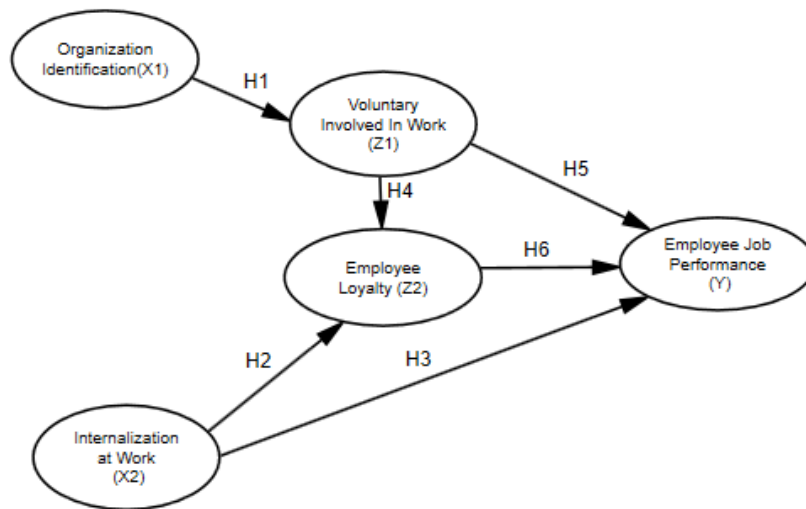 Organization
Identification(X1)
H1
Voluntary
Involved In Work
(Z1)
H5
H4
Employee Job
Performance
(Y)
H6
Employee
Loyalty (Z2)
H2
H3
Internalization
at Work
(X2)